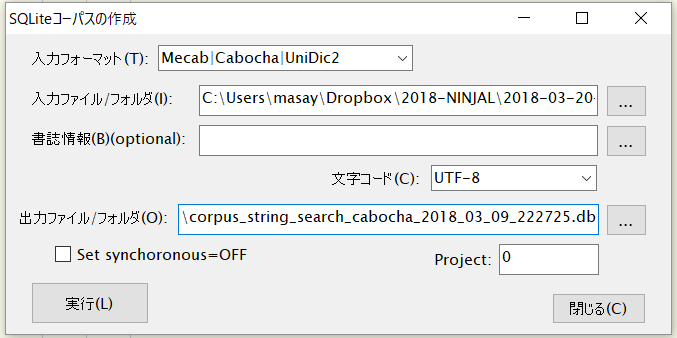 SQLiteコーパスの作成
入力フォーマット(T): Mecab|Cabocha|UniDic2
入力ファイル/フォルダ(I): C:\Users\masay\Dropbox\2018-NINJAL\2018-03-20- ...
書誌情報(B)(optional): ...
文字コード(C): UTF-8
出力ファイル/フォルダ(O): \corpus_string_search_cabocha_2018_03_09_222725.db ...
Set synchoronous=OFF
Project: 0
実行(L)
閉じる(C)